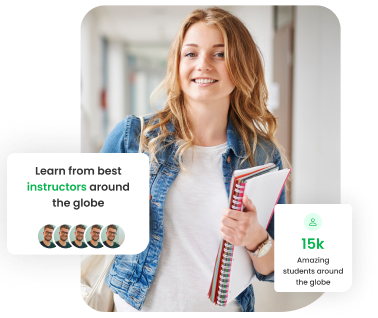 Learn from best
instructors around
the globe
15k
Amazing
students around
the globe